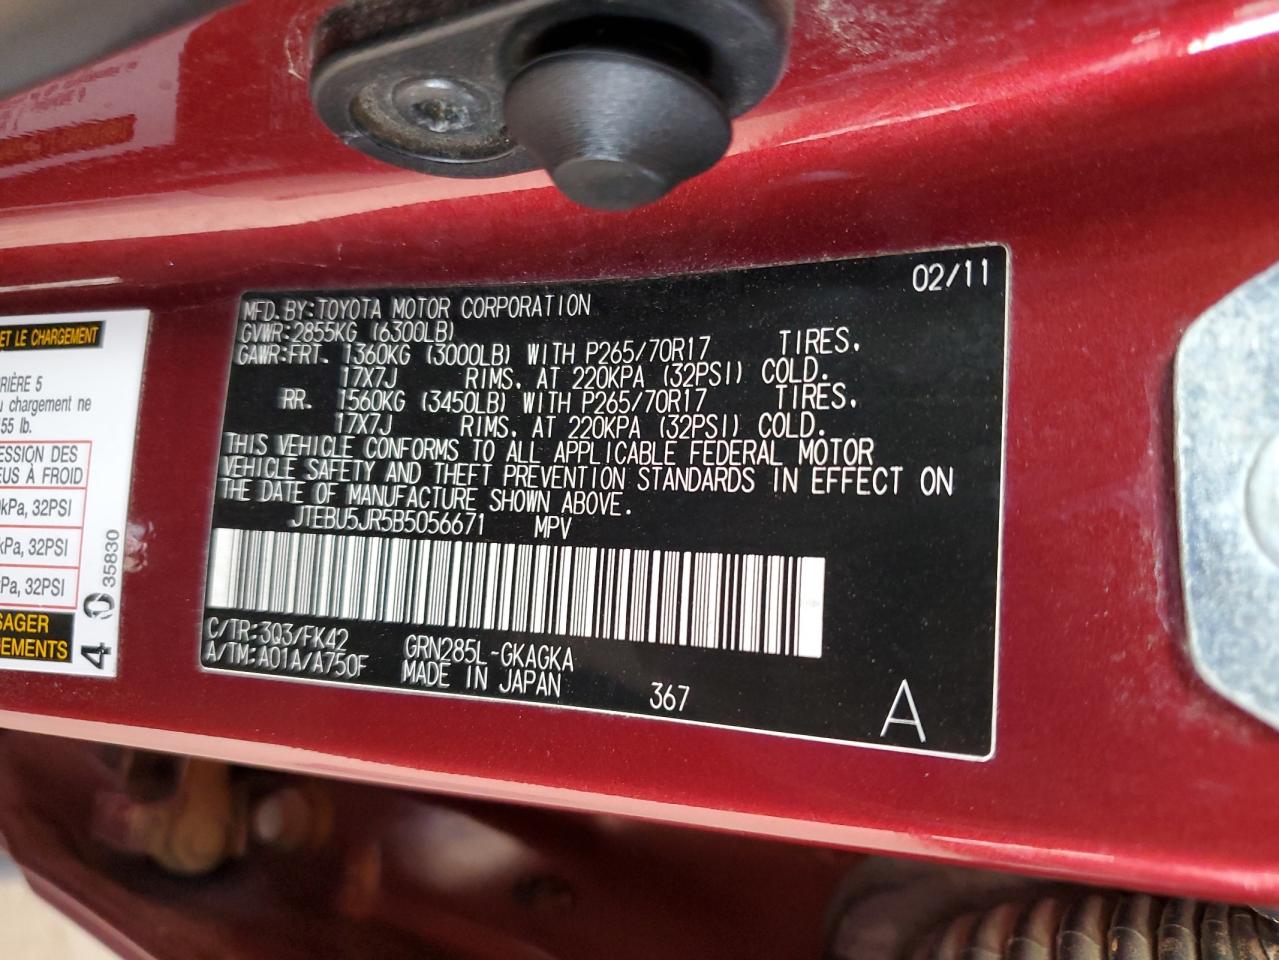 02/11
MFD. BY: TOYOTA MOTOR CORPORATION
GVWR: 2855KG (6300LB)
GAWR: FRT. 1360KG (3000LB) WITH P265/70R17 TIRES.
17X7J RIMS. AT 220KPA (32PSI) COLD.
RR. 1560KG (3450LB) WITH P265/70R17 TIRES.
17X7J RIMS. AT 220KPA (32PSI) COLD.
THIS VEHICLE CONFORMS TO ALL APPLICABLE FEDERAL MOTOR
VEHICLE SAFETY AND THEFT PREVENTION STANDARDS IN EFFECT ON
THE DATE OF MANUFACTURE SHOWN ABOVE.
JTEBU5JR5B5056671 MPV
C/TR: 3Q3/FK42 GRN285L-GKAGKA
A/TM: A01A/A750F MADE IN JAPAN
367
A
ET LE CHARGEMENT
RIÈRE 5
chargement ne
55 lb.
ESSION DES
EUS À FROID
kPa, 32PSI
kPa, 32PSI
Pa, 32PSI
SAGER
EMENTS
35830